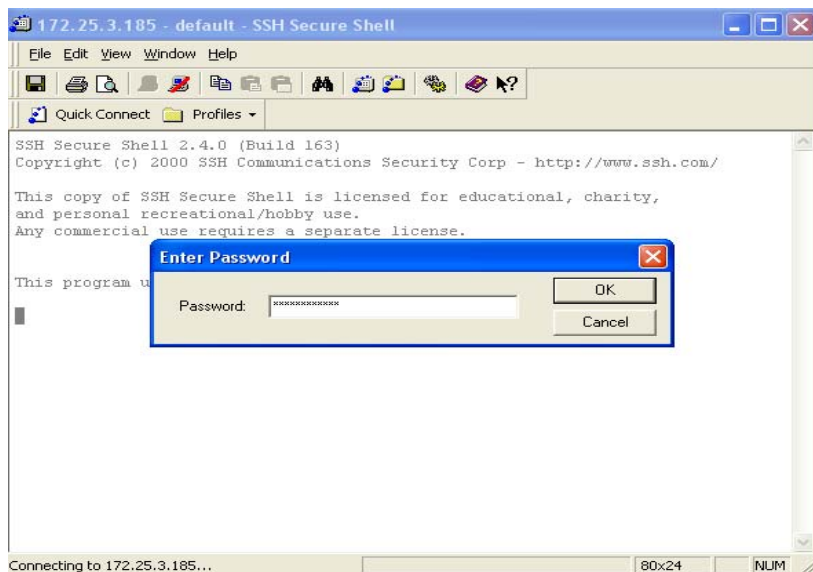 172.25.3.185 - default - SSH Secure Shell
File Edit View Window Help
Quick Connect Profiles
SSH Secure Shell 2.4.0 (Build 163)
Copyright (c) 2000 SSH Communications Security Corp - http://www.ssh.com/
This copy of SSH Secure Shell is licensed for educational, charity,
and personal recreational/hobby use.
Any commercial use requires a separate license.
This program u
Enter Password
Password: ************
OK
Cancel
Connecting to 172.25.3.185... 80x24 NUM